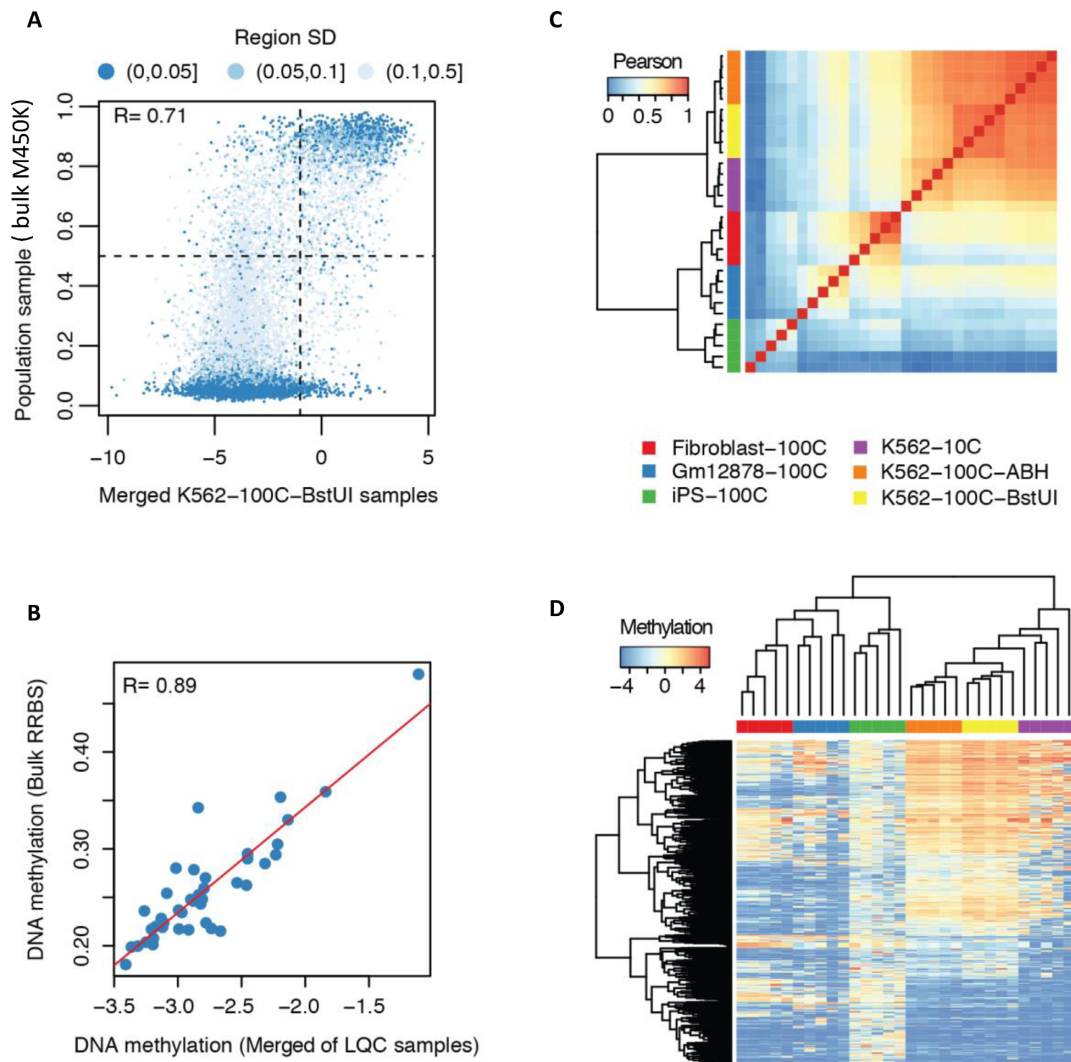 A
Region SD
(0,0.05] (0.05,0.1] (0.1,0.5]
R= 0.71
Population sample ( bulk M450K)
0.0 0.2 0.4 0.6 0.8 1.0
−10 −5 0 5
Merged K562−100C−BstUI samples
B
R= 0.89
DNA methylation (Bulk RRBS)
0.20 0.30 0.40
−3.5 −3.0 −2.5 −2.0 −1.5
DNA methylation (Merged of LQC samples)
C
Pearson
0 0.5 1
Fibroblast−100C
Gm12878−100C
iPS−100C
K562−10C
K562−100C−ABH
K562−100C−BstUI
D
Methylation
−4 0 4